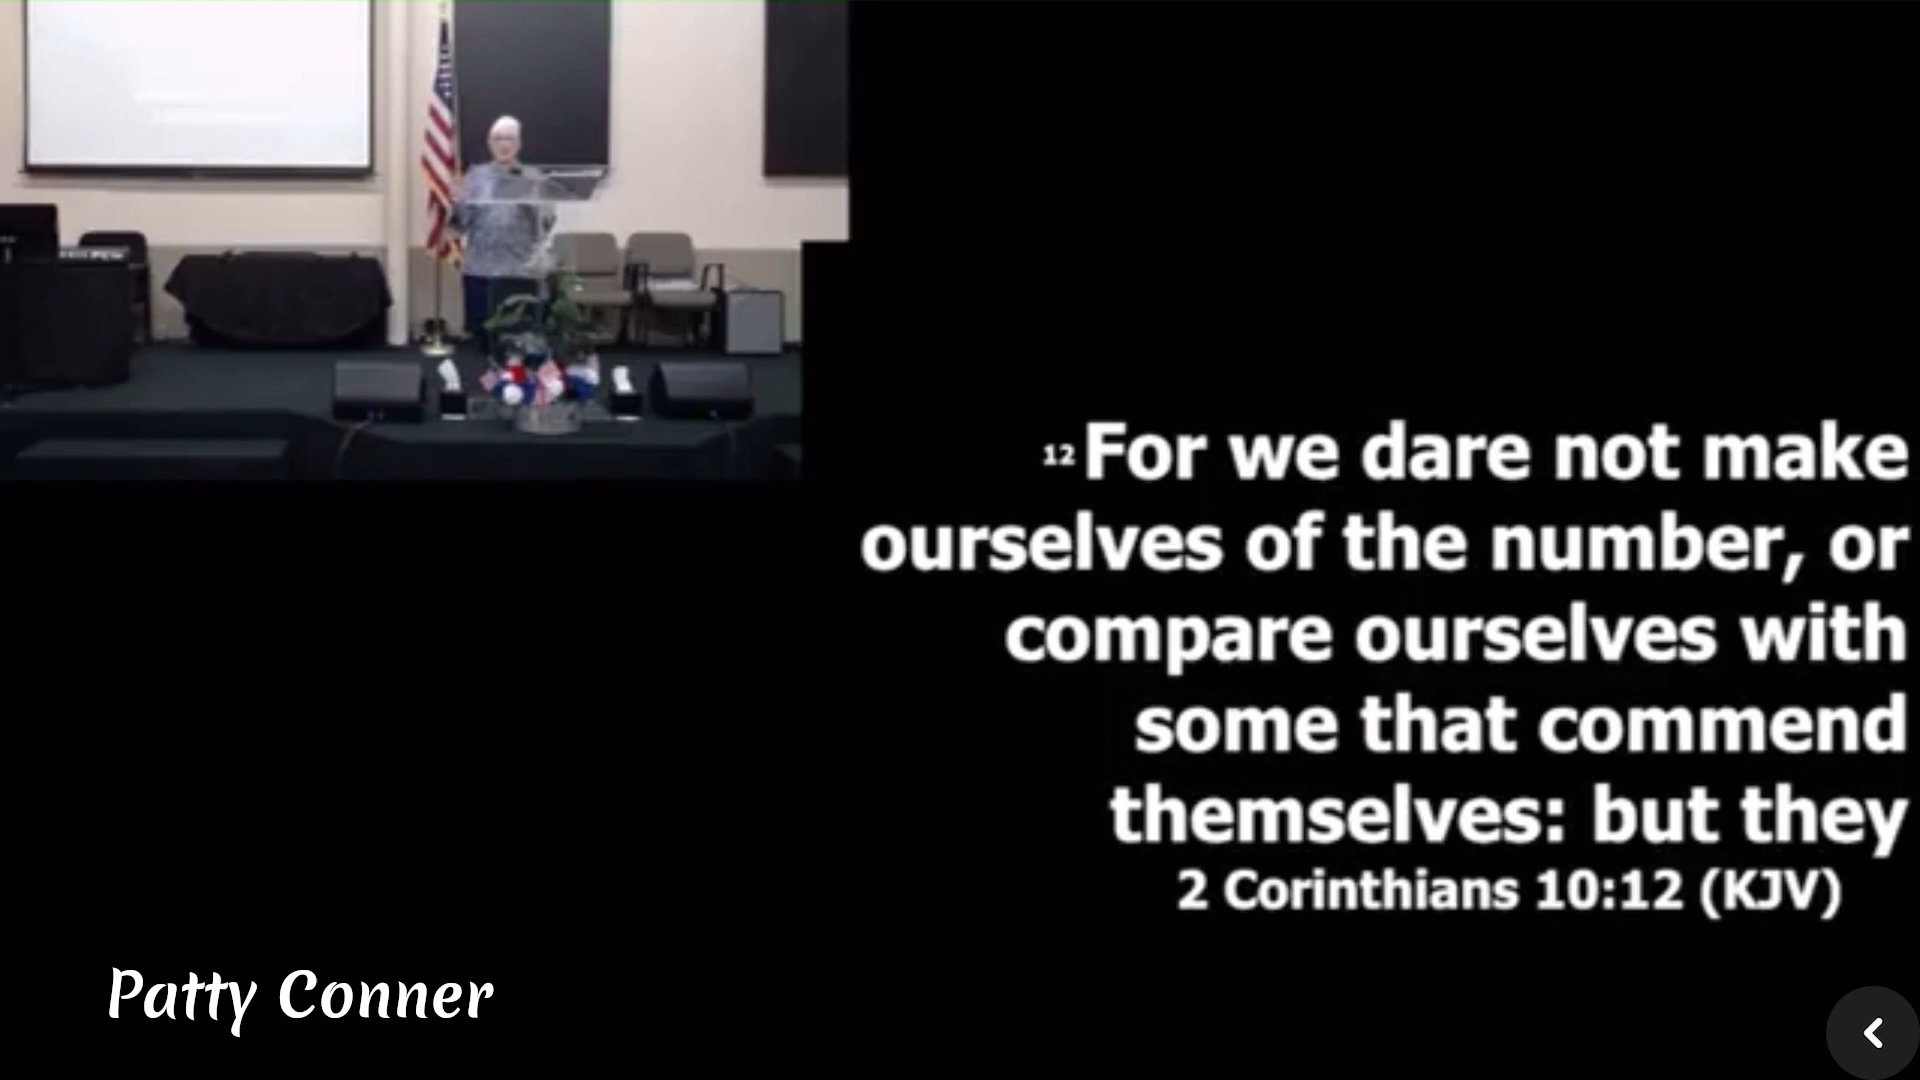 12 For we dare not make
ourselves of the number, or
compare ourselves with
some that commend
themselves: but they
2 Corinthians 10:12 (KJV)
Patty Conner